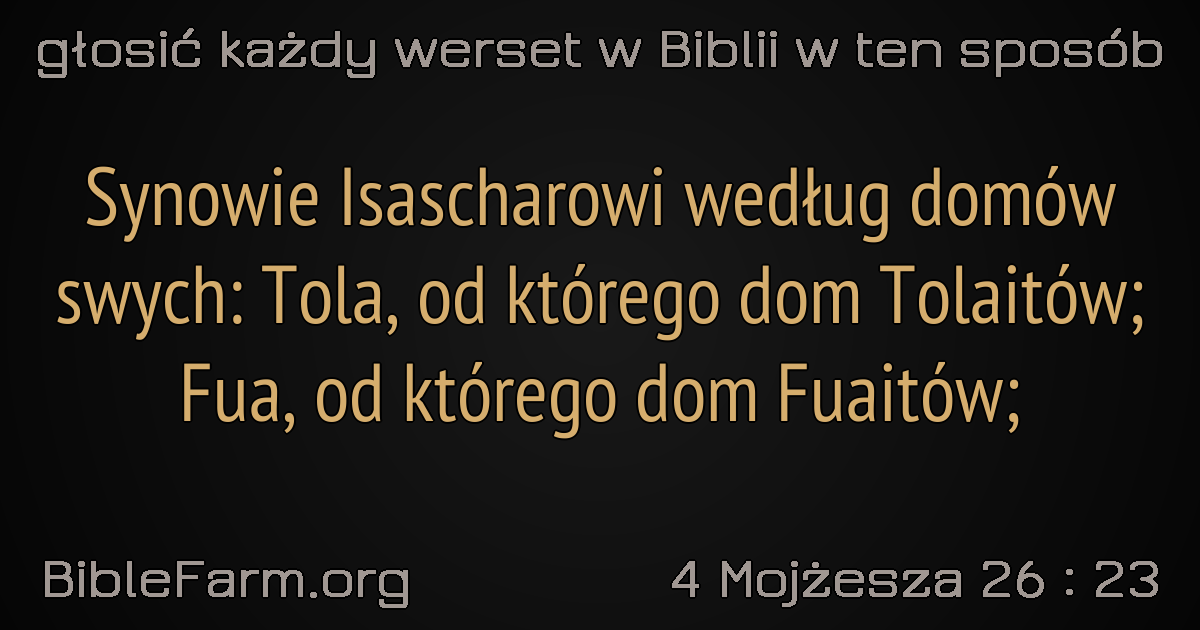 głosić każdy werset w Biblii w ten sposób
Synowie Isascharowi według domów
swych: Tola, od którego dom Tolaitów;
Fua, od którego dom Fuaitów;
BibleFarm.org
4 Mojżesza 26 : 23